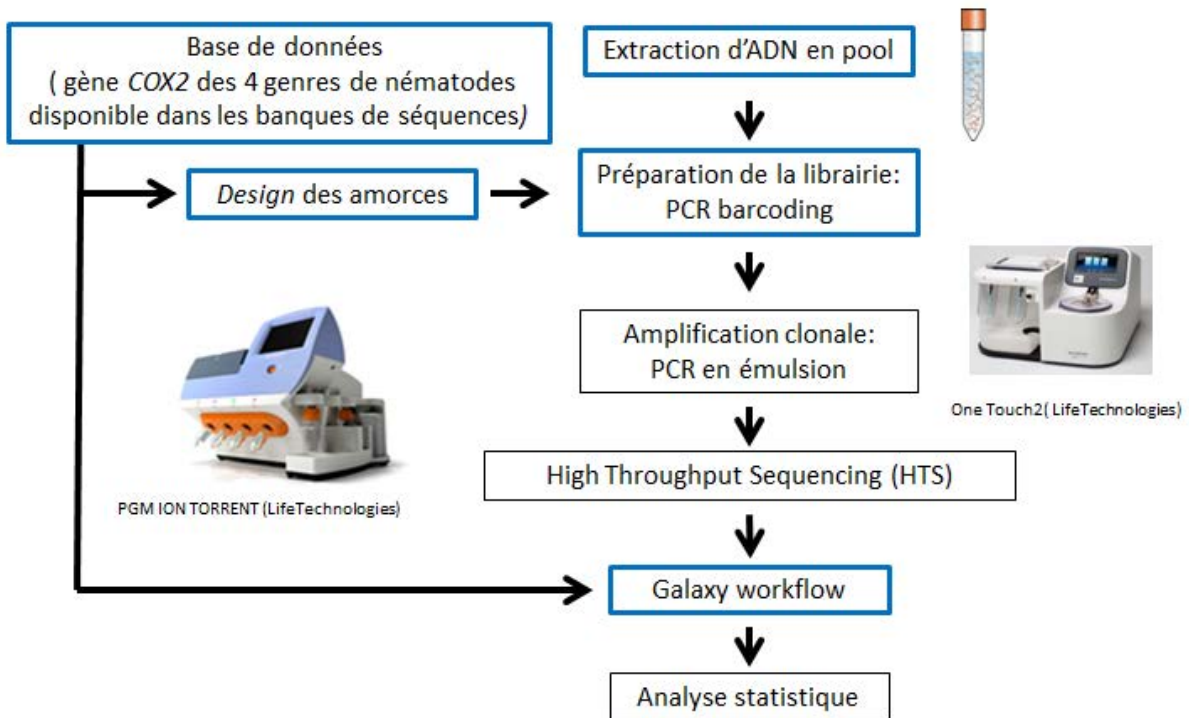 Base de données
( gène COX2 des 4 genres de nématodes
disponible dans les banques de séquences)
Extraction d’ADN en pool
Design des amorces
Préparation de la librairie:
PCR barcoding
Amplification clonale:
PCR en émulsion
One Touch2( LifeTechnologies)
High Throughput Sequencing (HTS)
PGM ION TORRENT (LifeTechnologies)
Galaxy workflow
Analyse statistique